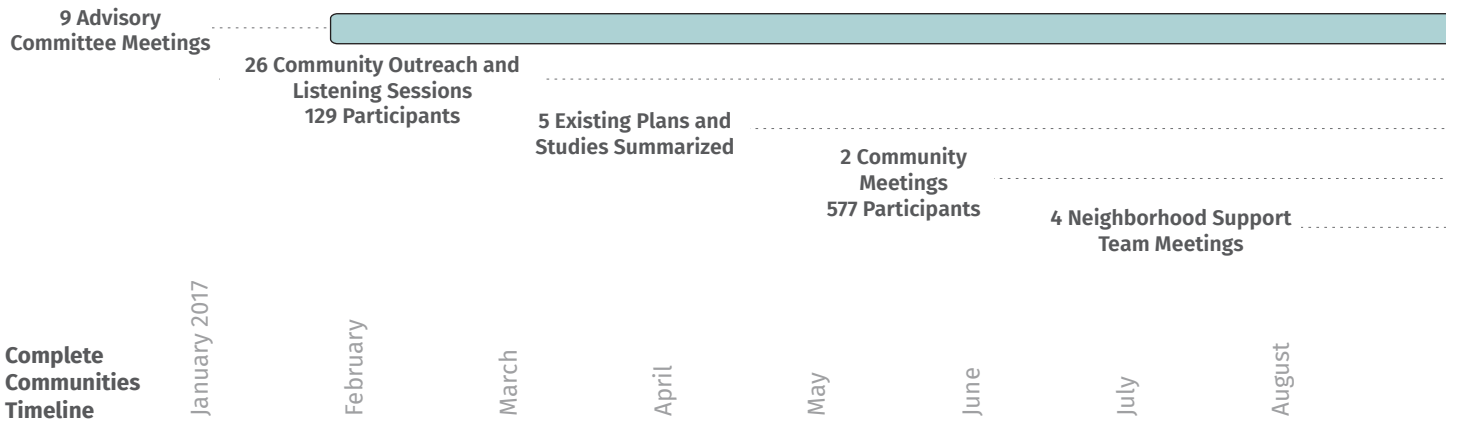 9 Advisory
Committee Meetings
26 Community Outreach and
Listening Sessions
129 Participants
5 Existing Plans and
Studies Summarized
2 Community
Meetings
577 Participants
4 Neighborhood Support
Team Meetings
Complete
Communities
Timeline
January 2017
February
March
April
May
June
July
August